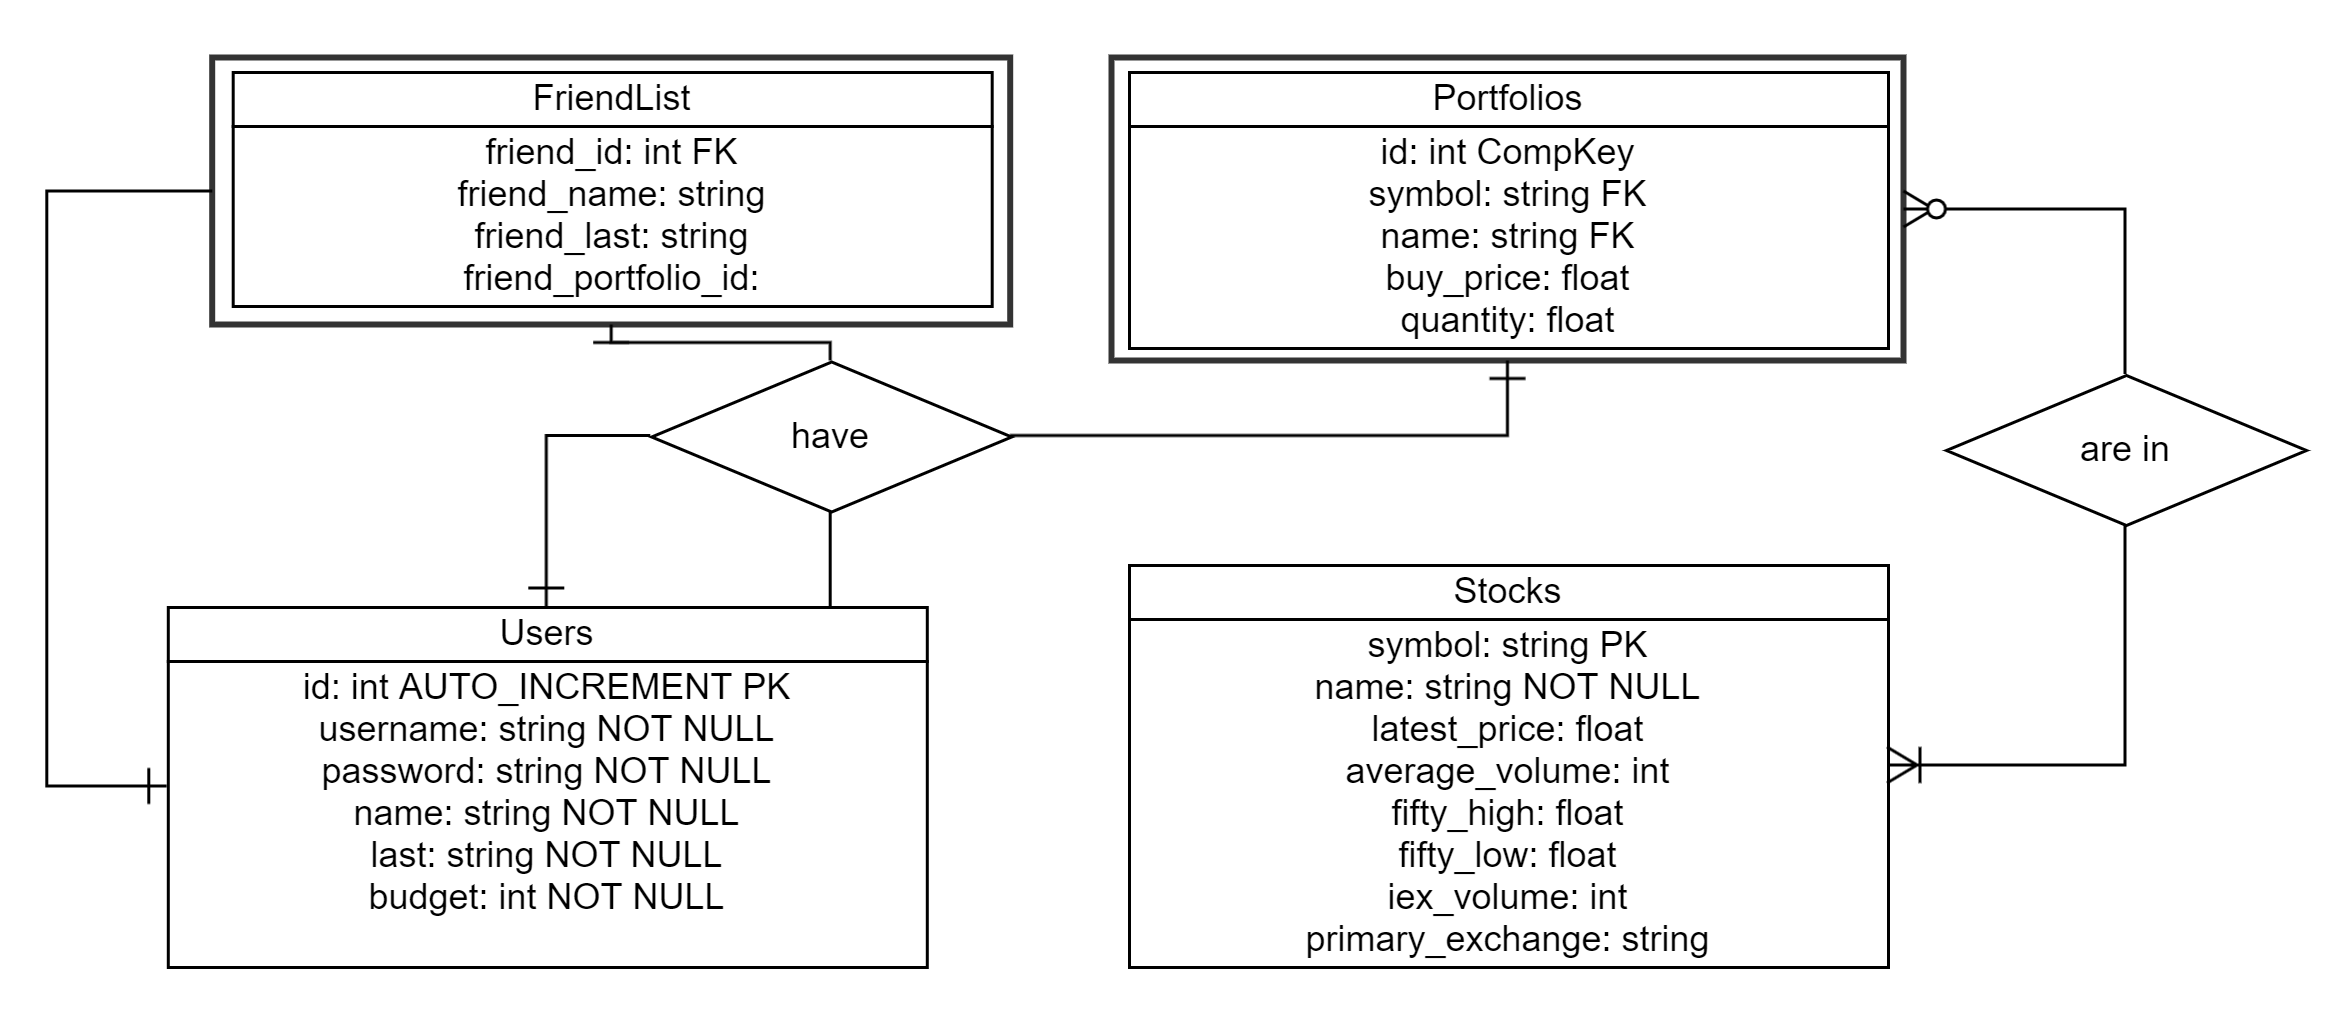 FriendList
friend_id: int FK
friend_name: string
friend_last: string
friend_portfolio_id:
Portfolios
id: int CompKey
symbol: string FK
name: string FK
buy_price: float
quantity: float
have
are in
Users
id: int AUTO_INCREMENT PK
username: string NOT NULL
password: string NOT NULL
name: string NOT NULL
last: string NOT NULL
budget: int NOT NULL
Stocks
symbol: string PK
name: string NOT NULL
latest_price: float
average_volume: int
fifty_high: float
fifty_low: float
iex_volume: int
primary_exchange: string